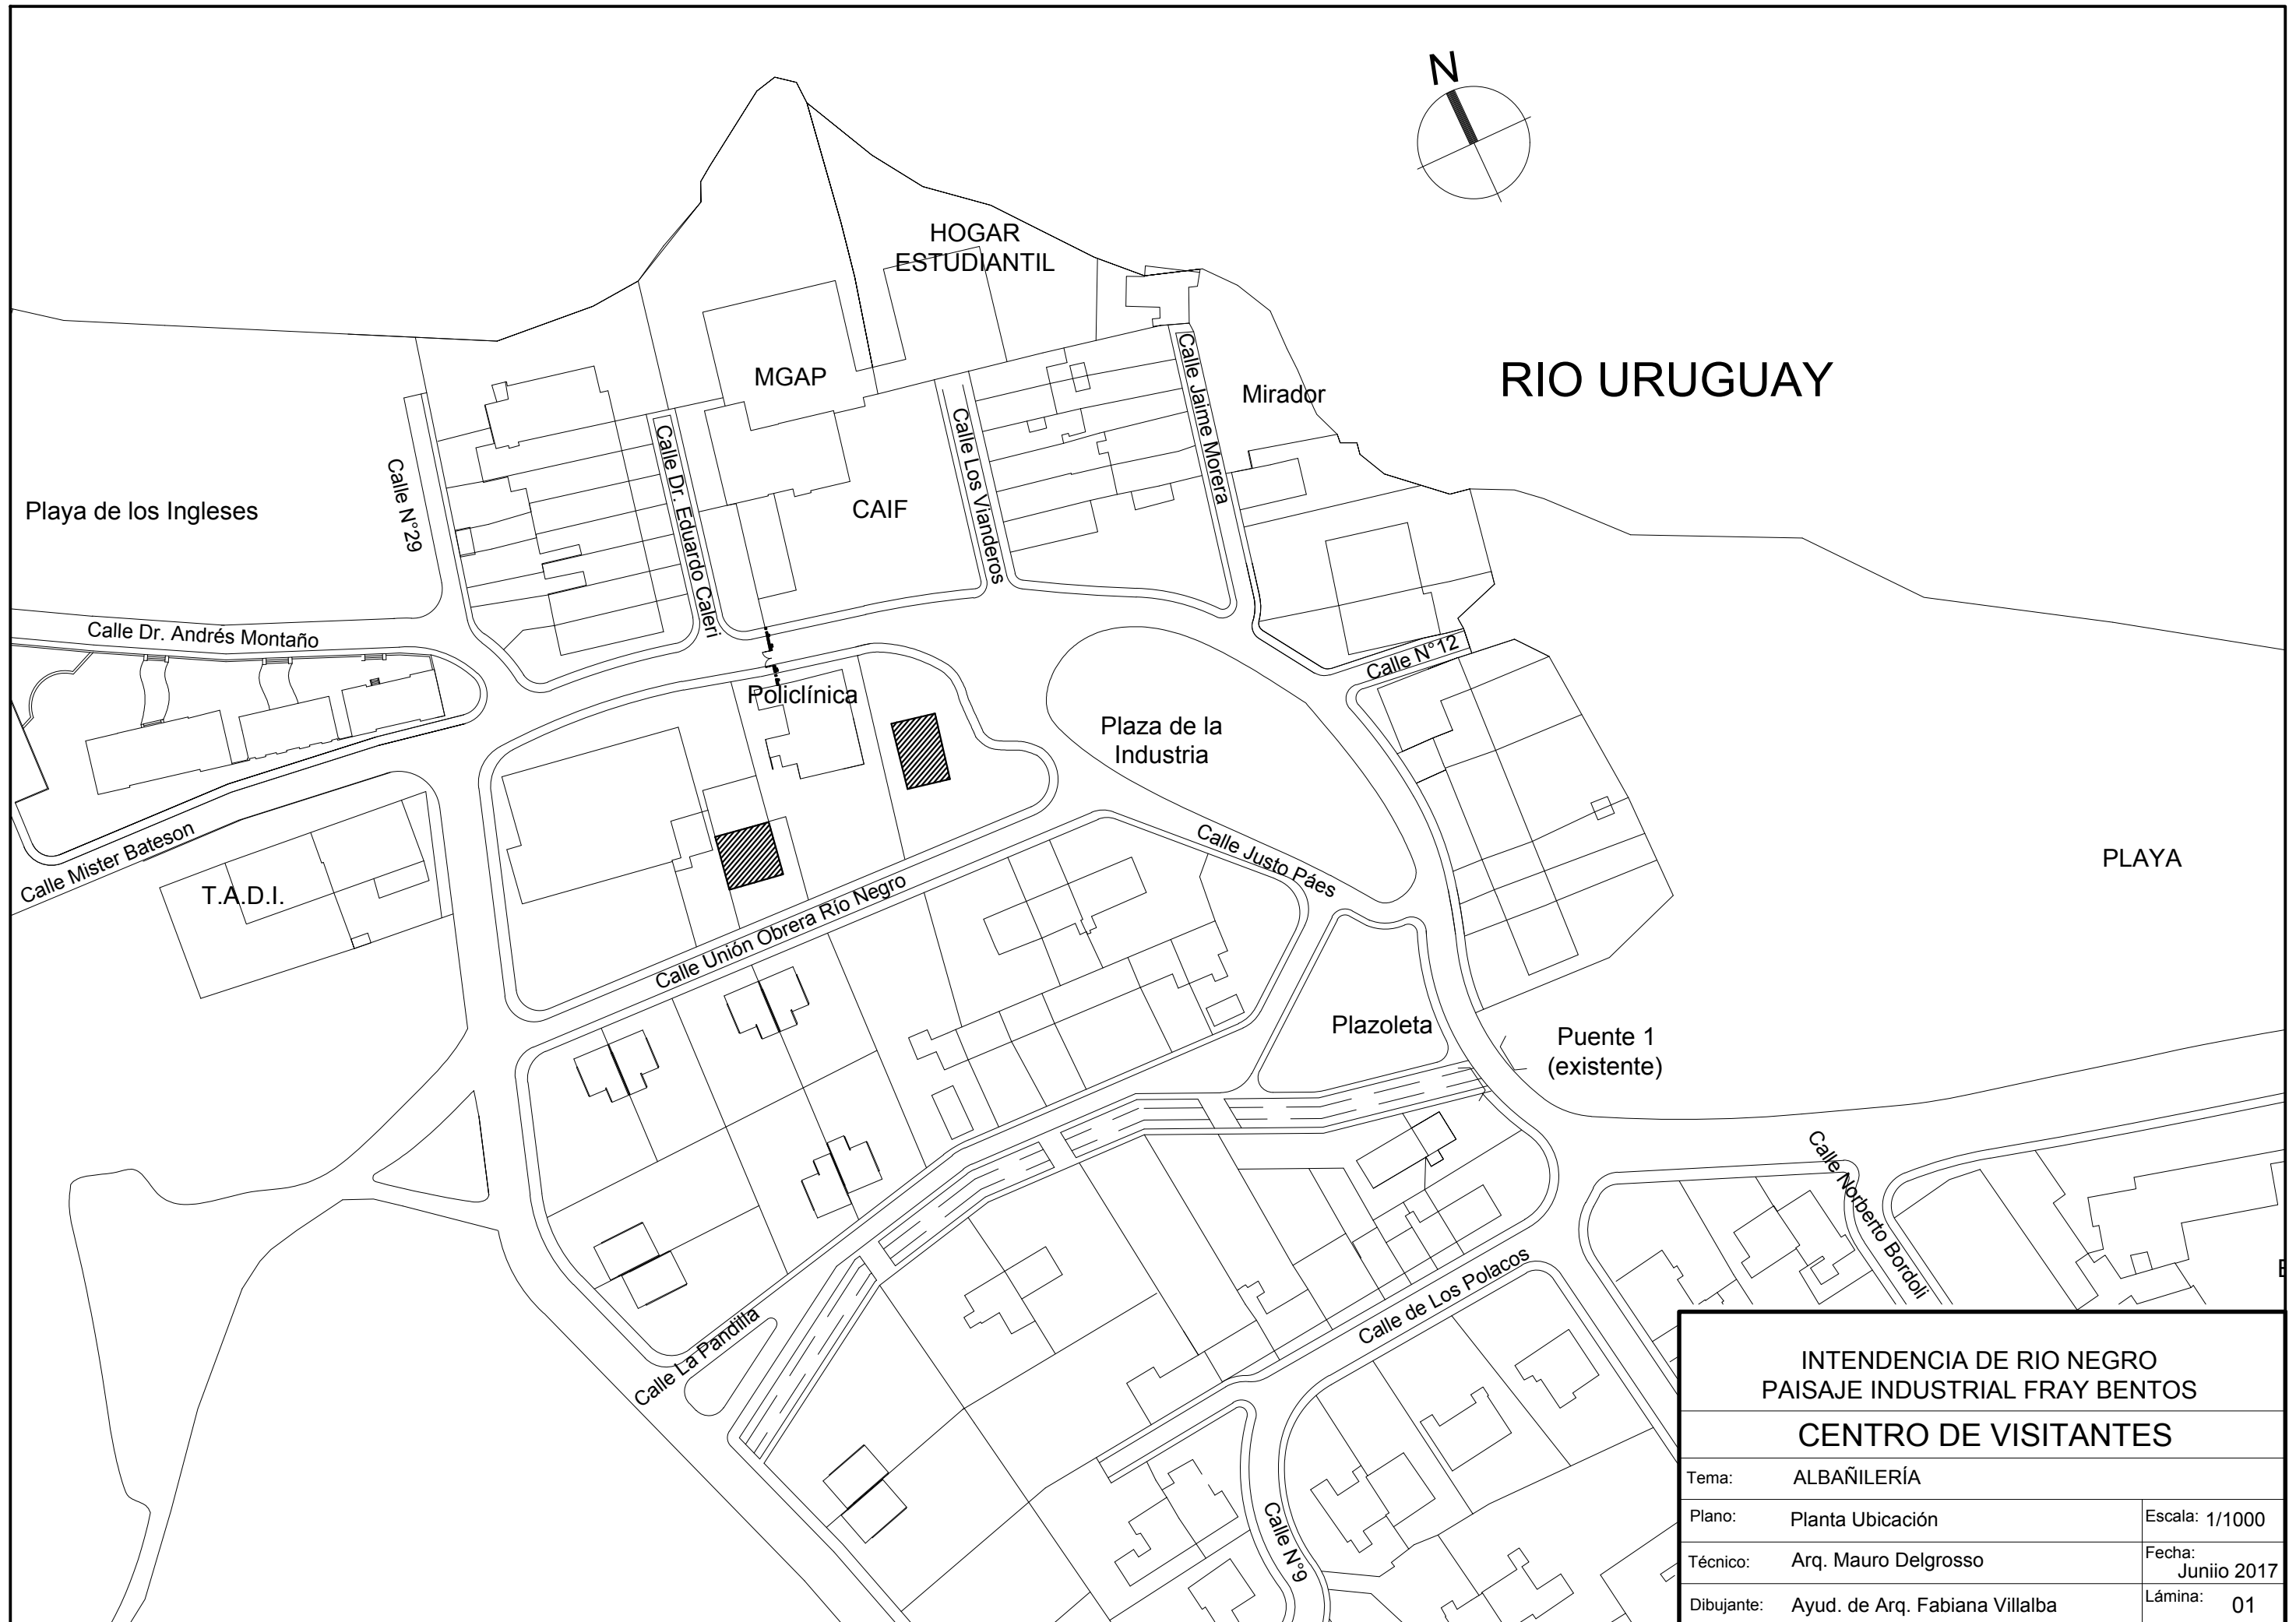 N
HOGAR
ESTUDIANTIL
RIO URUGUAY
MGAP
Mirador
Calle Jaime Morera
Calle Los Vianderos
Calle Dr. Eduardo Caleri
Calle N°29
Playa de los Ingleses
CAIF
Calle Dr. Andrés Montaño
Calle N°12
Policlínica
Plaza de la
Industria
Calle Mister Bateson
T.A.D.I.
Calle Justo Páes
PLAYA
Calle Unión Obrera Río Negro
Plazoleta
Puente 1
(existente)
Calle Norberto Bordoli
Calle de Los Polacos
Calle La Pandilla
Calle N°9
INTENDENCIA DE RIO NEGRO
PAISAJE INDUSTRIAL FRAY BENTOS
CENTRO DE VISITANTES
Tema: ALBAÑILERÍA
Plano: Planta Ubicación Escala: 1/1000
Técnico: Arq. Mauro Delgrosso Fecha:
Juniio 2017
Dibujante: Ayud. de Arq. Fabiana Villalba Lámina: 01